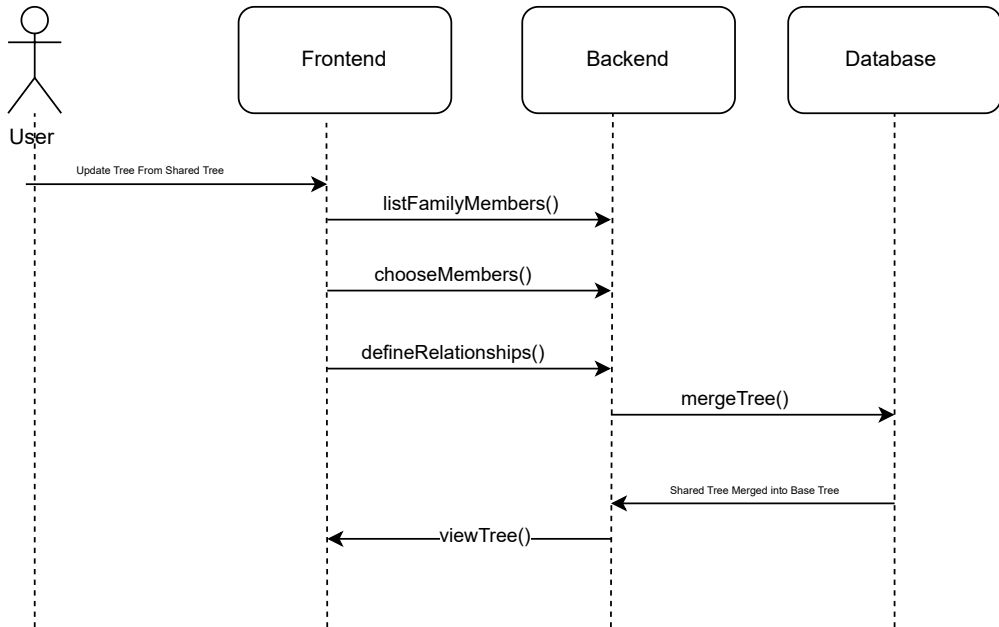 Frontend
Backend
Database
User
Update Tree From Shared Tree
listFamilyMembers()
chooseMembers()
defineRelationships()
mergeTree()
Shared Tree Merged into Base Tree
viewTree()